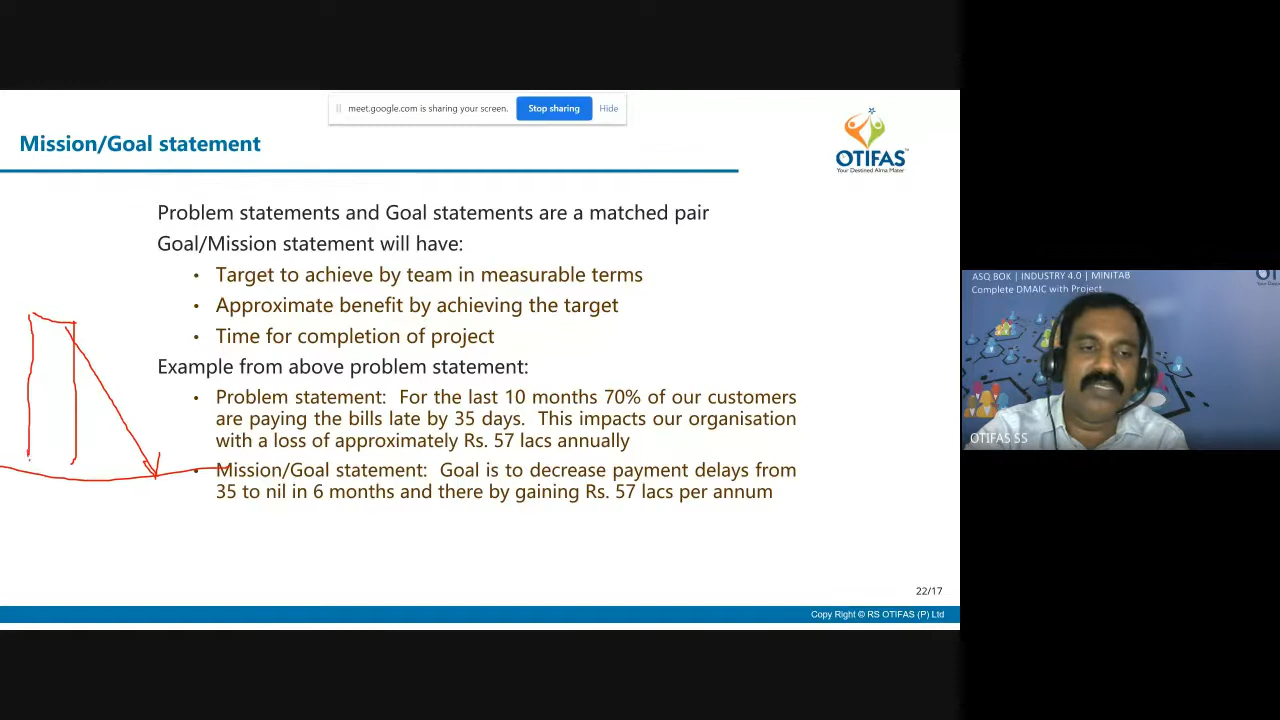 meet.google.com is sharing your screen.
Stop sharing
Hide
Mission/Goal statement
OTIFAS
Your Destined Alma Mater
Problem statements and Goal statements are a matched pair
Goal/Mission statement will have:
• Target to achieve by team in measurable terms
• Approximate benefit by achieving the target
• Time for completion of project
Example from above problem statement:
• Problem statement: For the last 10 months 70% of our customers
are paying the bills late by 35 days. This impacts our organisation
with a loss of approximately Rs. 57 lacs annually
• Mission/Goal statement: Goal is to decrease payment delays from
35 to nil in 6 months and there by gaining Rs. 57 lacs per annum
22/17
Copy Right © RS OTIFAS (P) Ltd
ASQ BOK | INDUSTRY 4.0 | MINITAB
Complete DMAIC with Project
OTIFAS SS